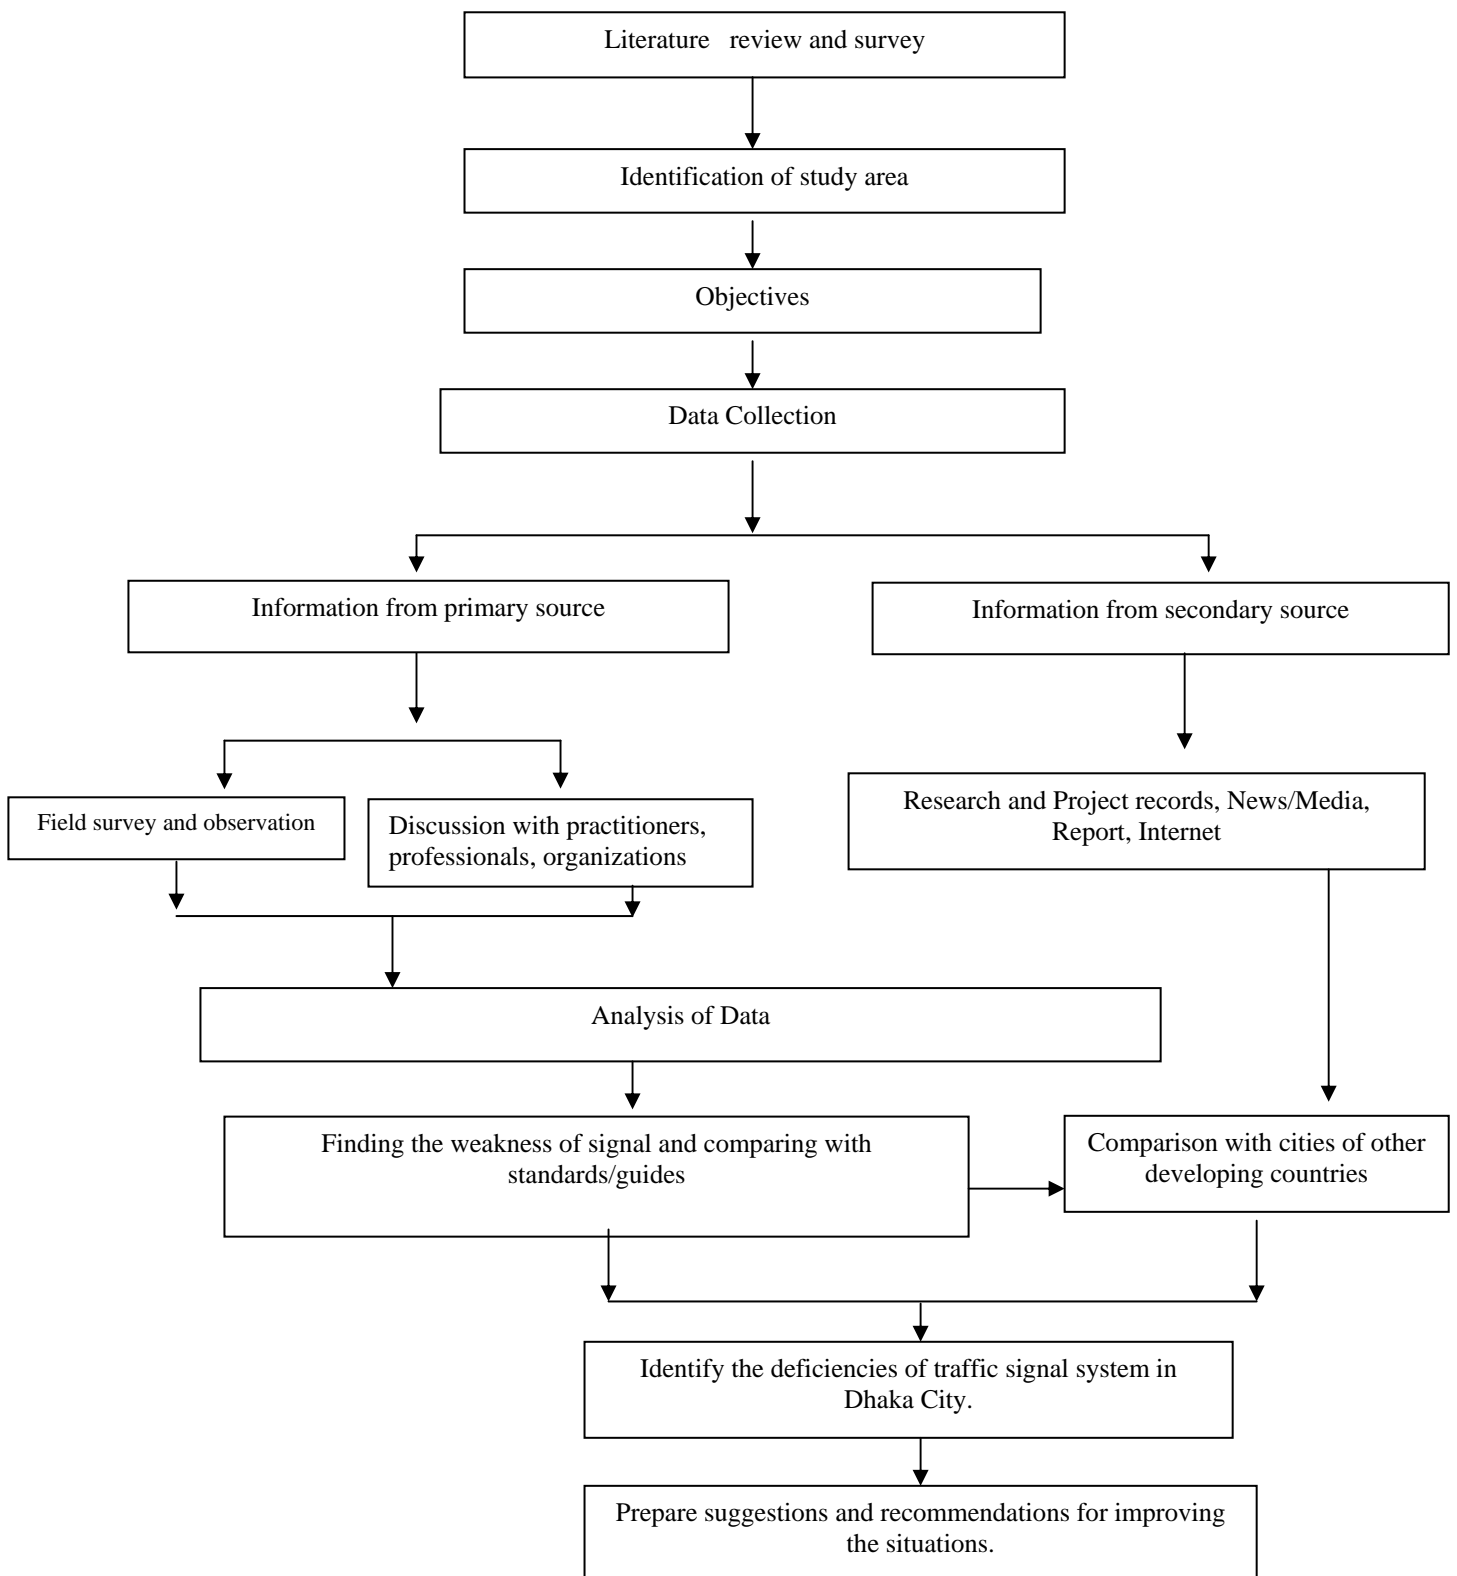 Literature review and survey
Identification of study area
Objectives
Data Collection
Information from primary source
Information from secondary source
Field survey and observation
Discussion with practitioners,
professionals, organizations
Research and Project records, News/Media,
Report, Internet
Analysis of Data
Finding the weakness of signal and comparing with
standards/guides
Comparison with cities of other
developing countries
Identify the deficiencies of traffic signal system in
Dhaka City.
Prepare suggestions and recommendations for improving
the situations.